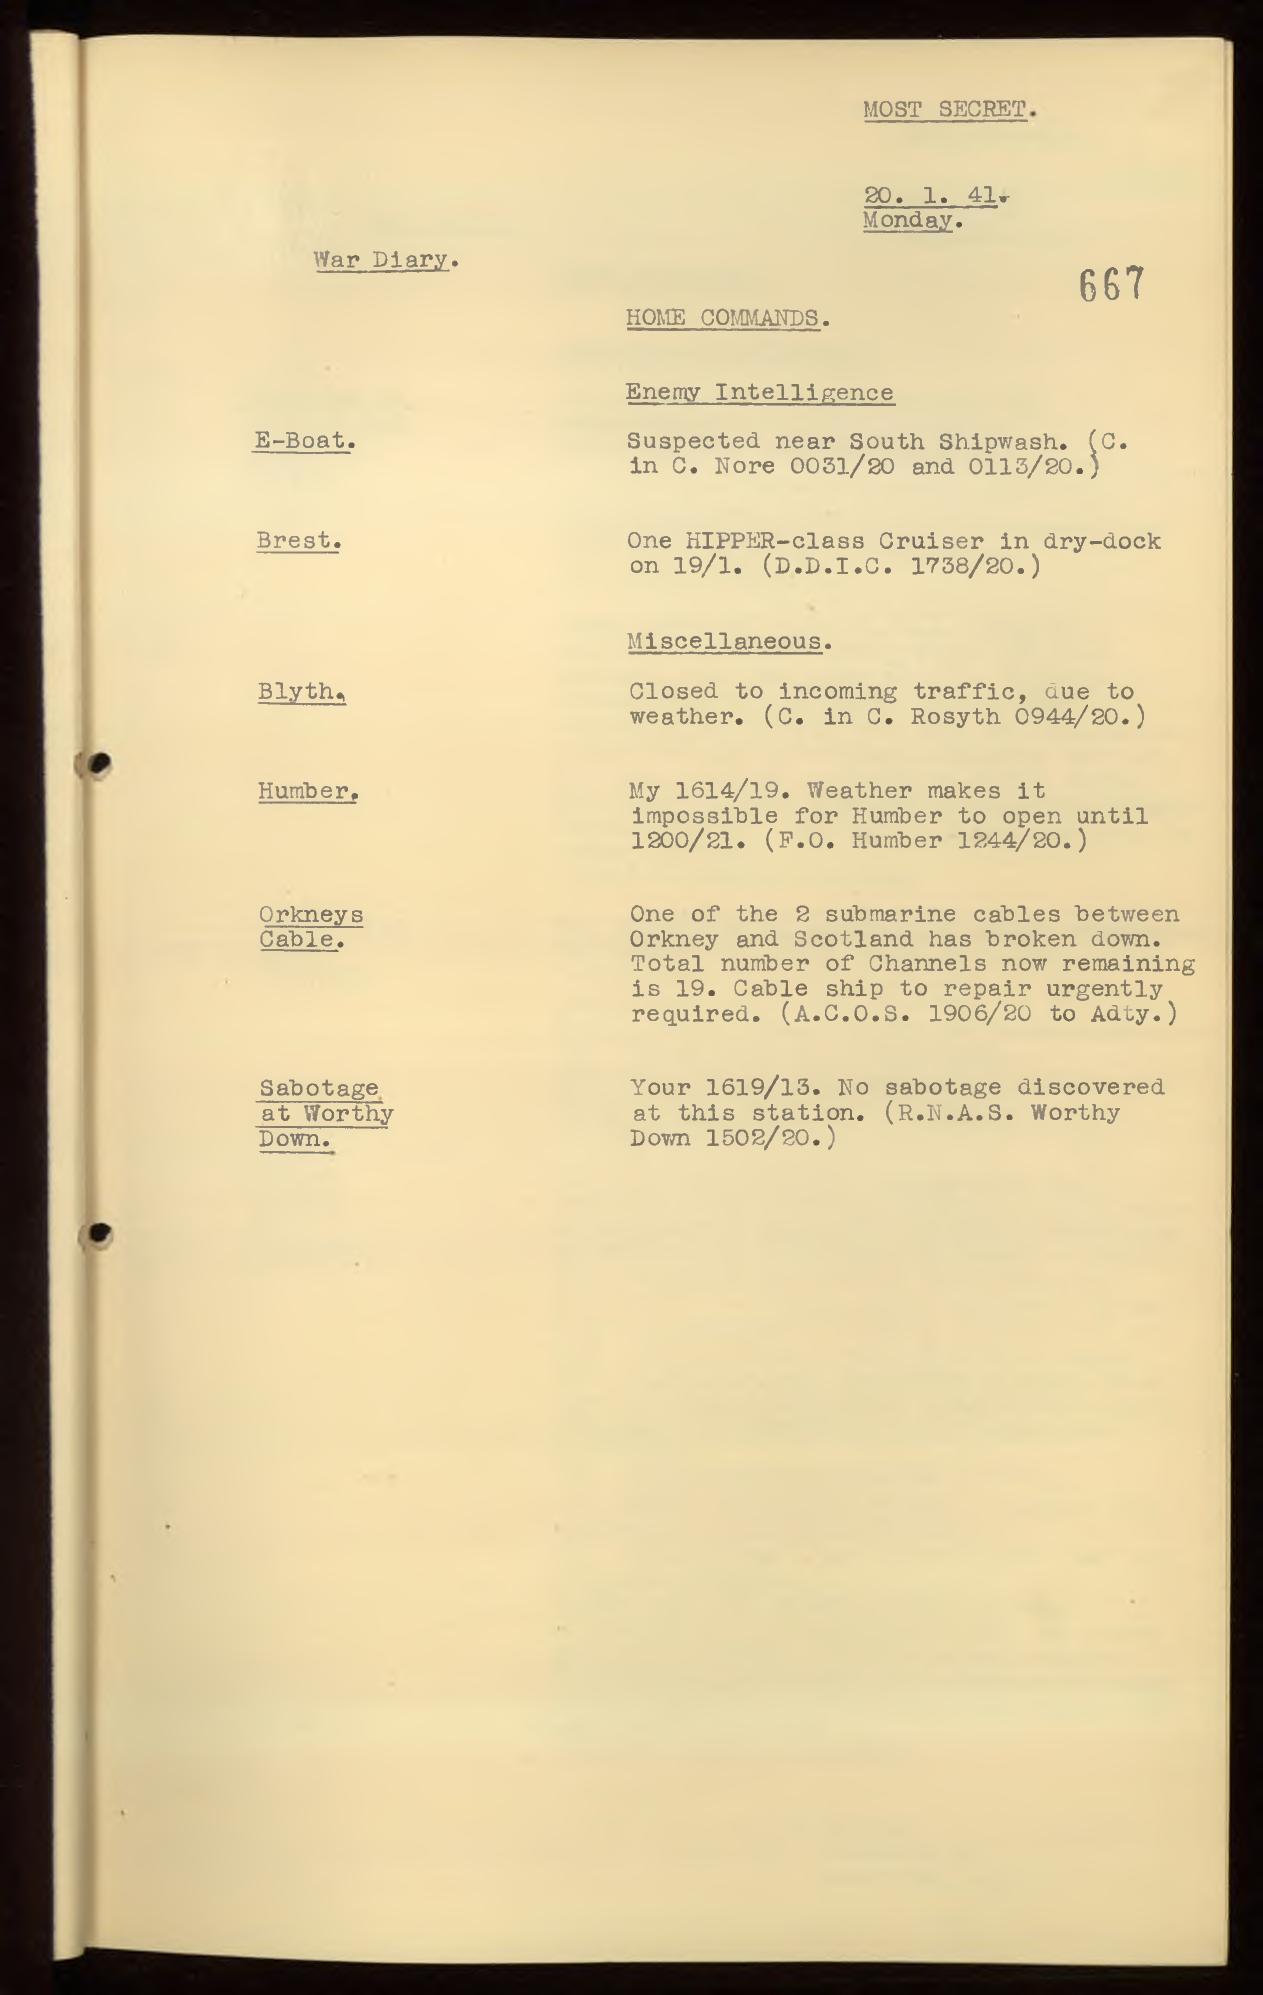 MOST SECRET.
20. 1. 41.
Monday.
War Diary.
667
HOME COMMANDS.
Enemy Intelligence
E-Boat. Suspected near South Shipwash. (C.
in C. Nore 0031/20 and 0113/20.)
Brest. One HIPPER-class Cruiser in dry-dock
on 19/1. (D.D.I.C. 1738/20.)
Miscellaneous.
Blyth. Closed to incoming traffic, due to
weather. (C. in C. Rosyth 0944/20.)
Humber. My 1614/19. Weather makes it
impossible for Humber to open until
1200/21. (F.O. Humber 1244/20.)
Orkneys One of the 2 submarine cables between
Cable. Orkney and Scotland has broken down.
Total number of Channels now remaining
is 19. Cable ship to repair urgently
required. (A.C.O.S. 1906/20 to Adty.)
Sabotage Your 1619/13. No sabotage discovered
at Worthy at this station. (R.N.A.S. Worthy
Down. Down 1502/20.)